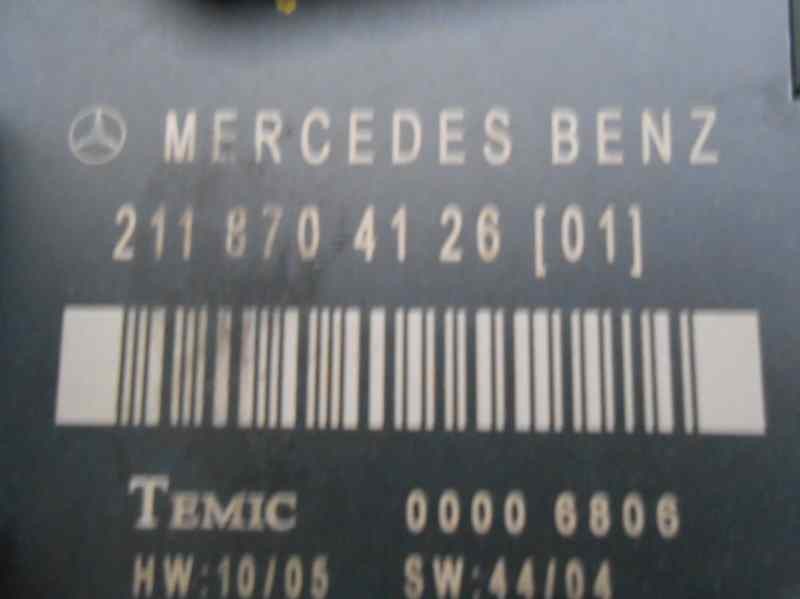 MERCEDES BENZ
211 870 41 26 [01]
TEMIC 0000 6806
HW:10/05 SW:44/04